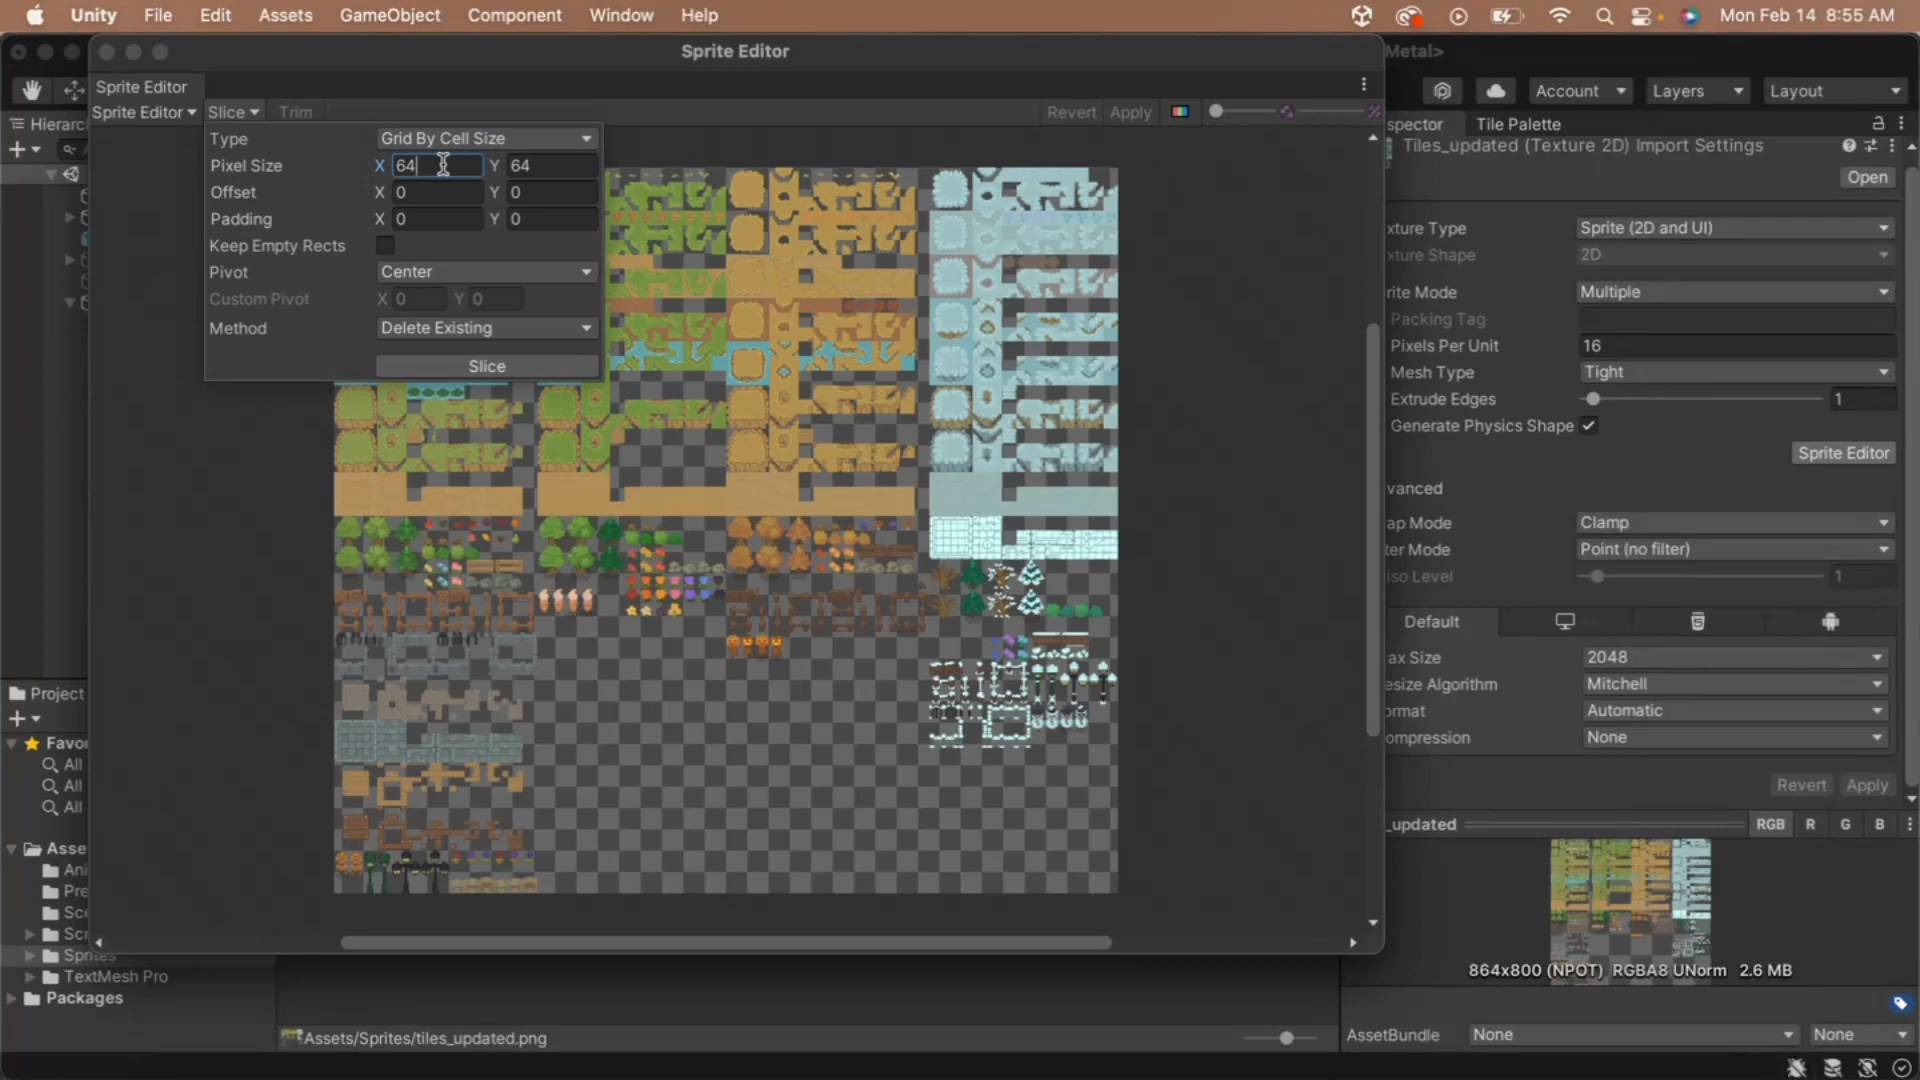 Unity File Edit Assets GameObject Component Window Help Mon Feb 14 8:55 AM
Sprite Editor
Metal>
Sprite Editor
Account Layers Layout
Sprite Editor Slice Trim Revert Apply
Hierarc
spector Tile Palette
Type Grid By Cell Size
Tiles_updated (Texture 2D) Import Settings
Pixel Size X 64 Y 64
Open
Offset X 0 Y 0
Padding X 0 Y 0
xture Type Sprite (2D and UI)
Keep Empty Rects
xture Shape 2D
Pivot Center
rite Mode Multiple
Custom Pivot X 0 Y 0
Packing Tag
Method Delete Existing
Pixels Per Unit 16
Slice
Mesh Type Tight
Extrude Edges 1
Generate Physics Shape
Sprite Editor
vanced
ap Mode Clamp
ter Mode Point (no filter)
iso Level 1
Default
ax Size 2048
esize Algorithm Mitchell
ormat Automatic
ompression None
Revert Apply
Project
Favor
All
All
All
_updated RGB R G B
Asse
Ani
Pre
Sce
Scr
Sprites
TextMesh Pro
Packages
864x800 (NPOT) RGBA8 UNorm 2.6 MB
Assets/Sprites/tiles_updated.png
AssetBundle None None